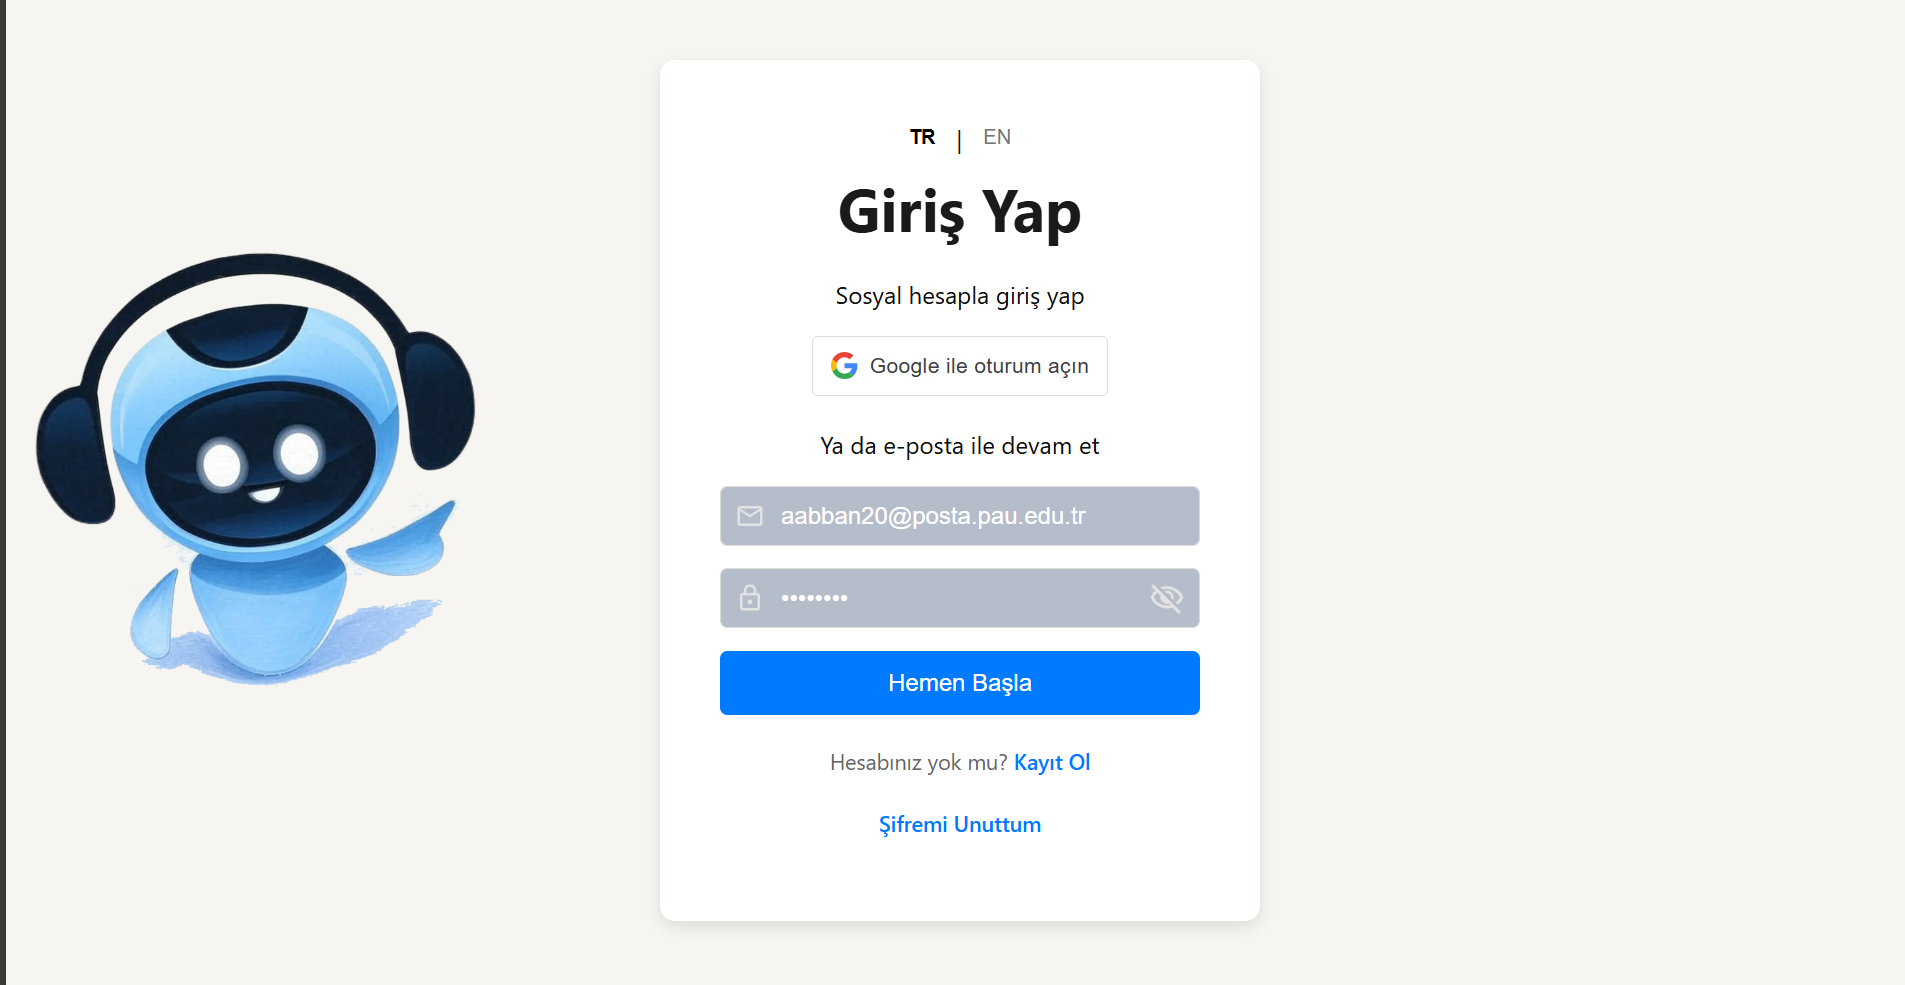 TR | EN
Giriş Yap
Sosyal hesapla giriş yap
Google ile oturum açın
Ya da e-posta ile devam et
aabban20@posta.pau.edu.tr
••••••••
Hemen Başla
Hesabınız yok mu? Kayıt Ol
Şifremi Unuttum